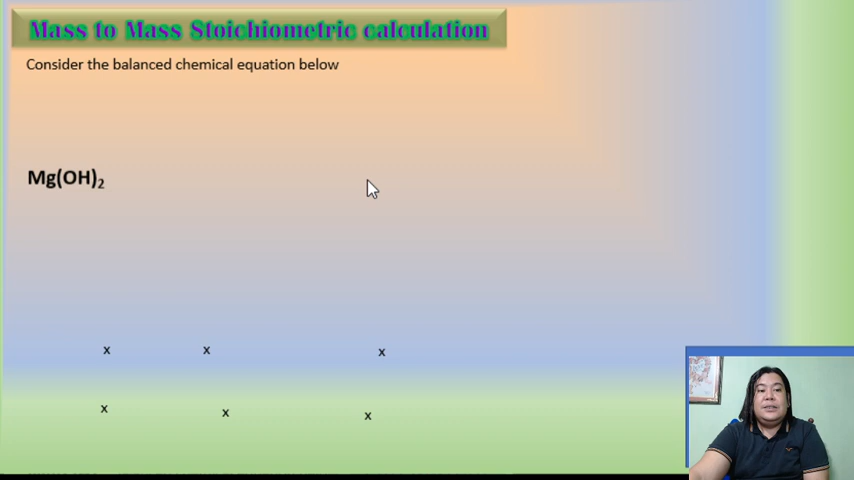 Mass to Mass Stoichiometric calculation
Consider the balanced chemical equation below
Mg(OH)₂
x x x
x x x